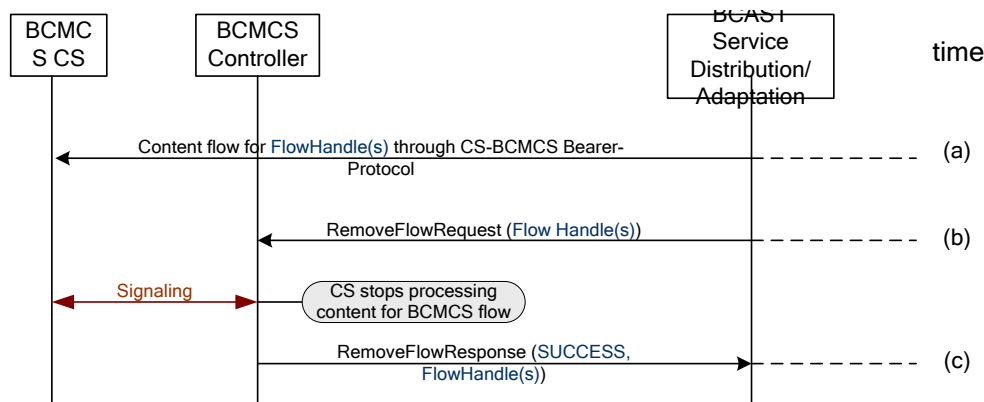 BCMC
S CS
BCMCS
Controller
BCAST
Service
Distribution/
Adaptation
time
Content flow for FlowHandle(s) through CS-BCMCS Bearer-
Protocol
(a)
RemoveFlowRequest (Flow Handle(s))
(b)
Signaling
CS stops processing
content for BCMCS flow
RemoveFlowResponse (SUCCESS,
FlowHandle(s))
(c)